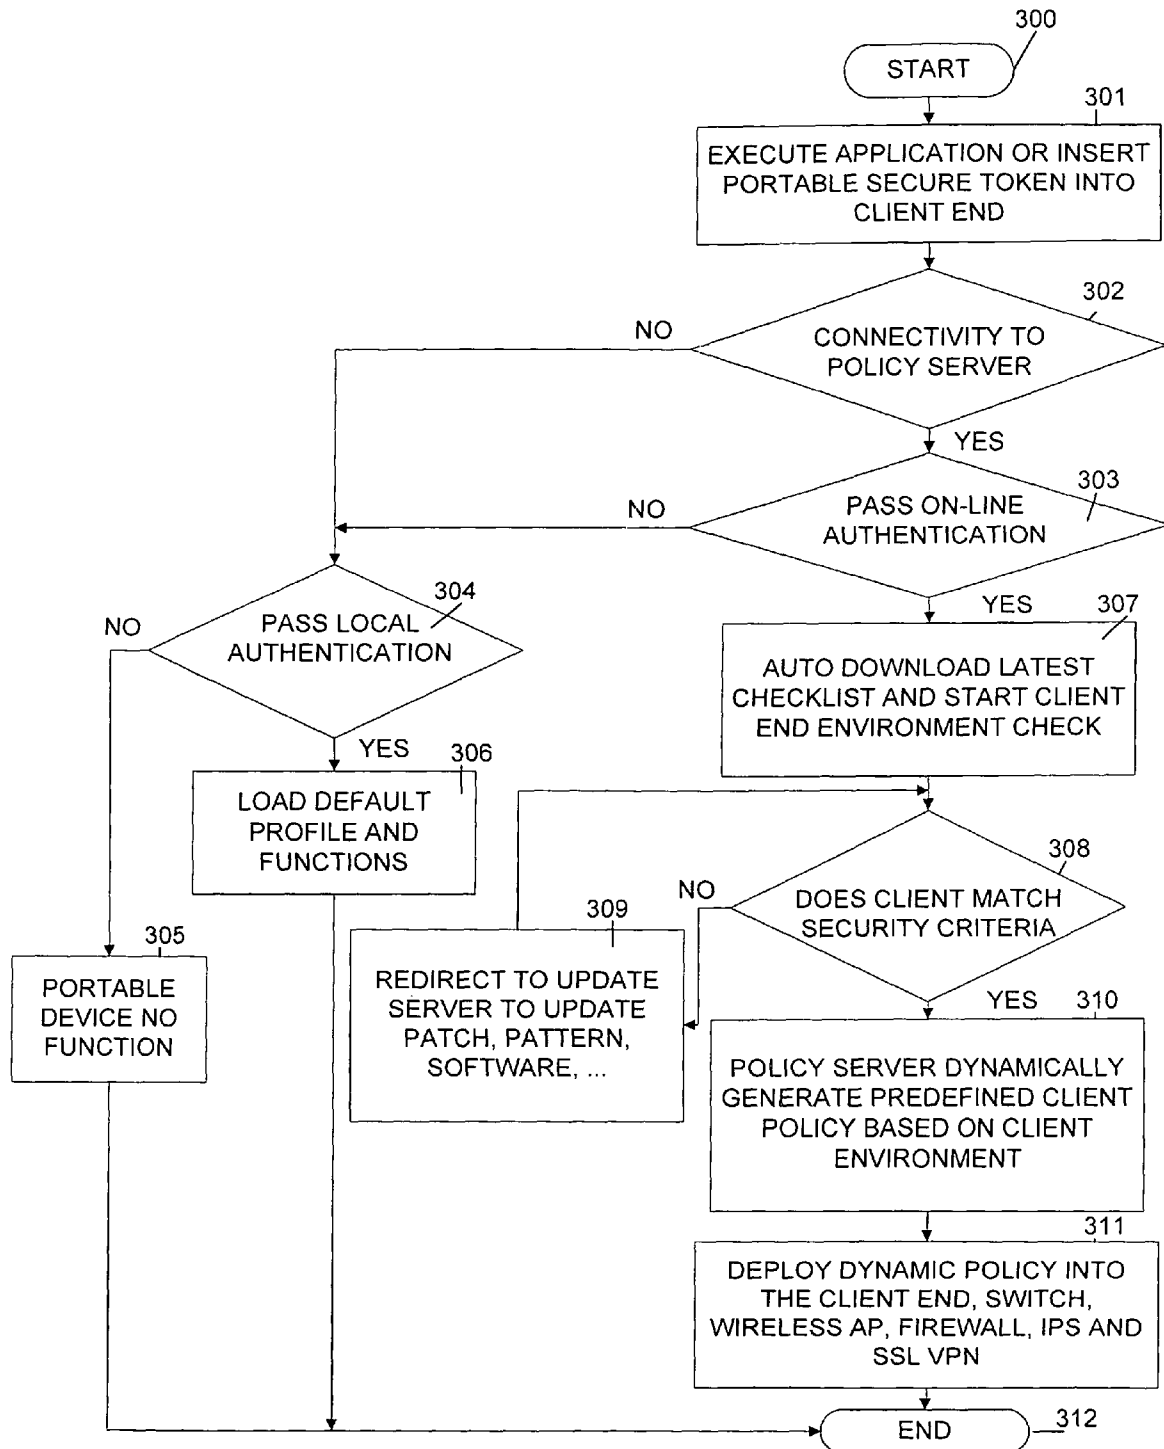 300
START
301
EXECUTE APPLICATION OR INSERT
PORTABLE SECURE TOKEN INTO
CLIENT END
302
NO
CONNECTIVITY TO
POLICY SERVER
YES
303
NO
PASS ON-LINE
AUTHENTICATION
304
NO
PASS LOCAL
AUTHENTICATION
YES
307
AUTO DOWNLOAD LATEST
CHECKLIST AND START CLIENT
END ENVIRONMENT CHECK
YES
306
LOAD DEFAULT
PROFILE AND
FUNCTIONS
308
NO
DOES CLIENT MATCH
SECURITY CRITERIA
309
REDIRECT TO UPDATE
SERVER TO UPDATE
PATCH, PATTERN,
SOFTWARE, ...
305
PORTABLE
DEVICE NO
FUNCTION
YES
310
POLICY SERVER DYNAMICALLY
GENERATE PREDEFINED CLIENT
POLICY BASED ON CLIENT
ENVIRONMENT
311
DEPLOY DYNAMIC POLICY INTO
THE CLIENT END, SWITCH,
WIRELESS AP, FIREWALL, IPS AND
SSL VPN
END
312